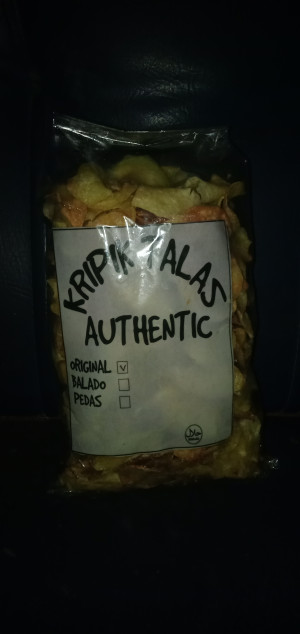 KRIPIK TALAS
AUTHENTIC
ORIGINAL V
BALADO
PEDAS